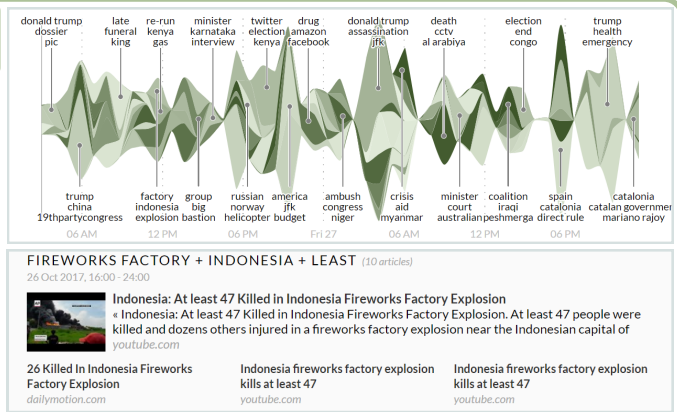 donald trump
dossier
pic
late
funeral
king
re-run
kenya
gas
minister
karnataka
interview
twitter
election
kenya
drug
amazon
facebook
donald trump
assassination
jfk
death
cctv
al arabiya
election
end
congo
trump
health
emergency
trump
china
19thpartycongress
factory
indonesia
explosion
group
big
bastion
russian
norway
helicopter
america
jfk
budget
ambush
congress
niger
crisis
aid
myanmar
minister
court
australian
coalition
iraqi
peshmerga
spain
catalonia
direct rule
catalonia
catalan governmen
mariano rajoy
06 AM
12 PM
06 PM
Fri 27
06 AM
12 PM
06 PM
FIREWORKS FACTORY + INDONESIA + LEAST (10 articles)
26 Oct 2017, 16:00 - 24:00
Indonesia: At least 47 Killed in Indonesia Fireworks Factory Explosion
« Indonesia: At least 47 Killed in Indonesia Fireworks Factory Explosion. At least 47 people were
killed and dozens others injured in a fireworks factory explosion near the Indonesian capital of
youtube.com
26 Killed In Indonesia Fireworks
Factory Explosion
dailymotion.com
Indonesia fireworks factory explosion
kills at least 47
youtube.com
Indonesia fireworks factory explosion
kills at least 47
youtube.com